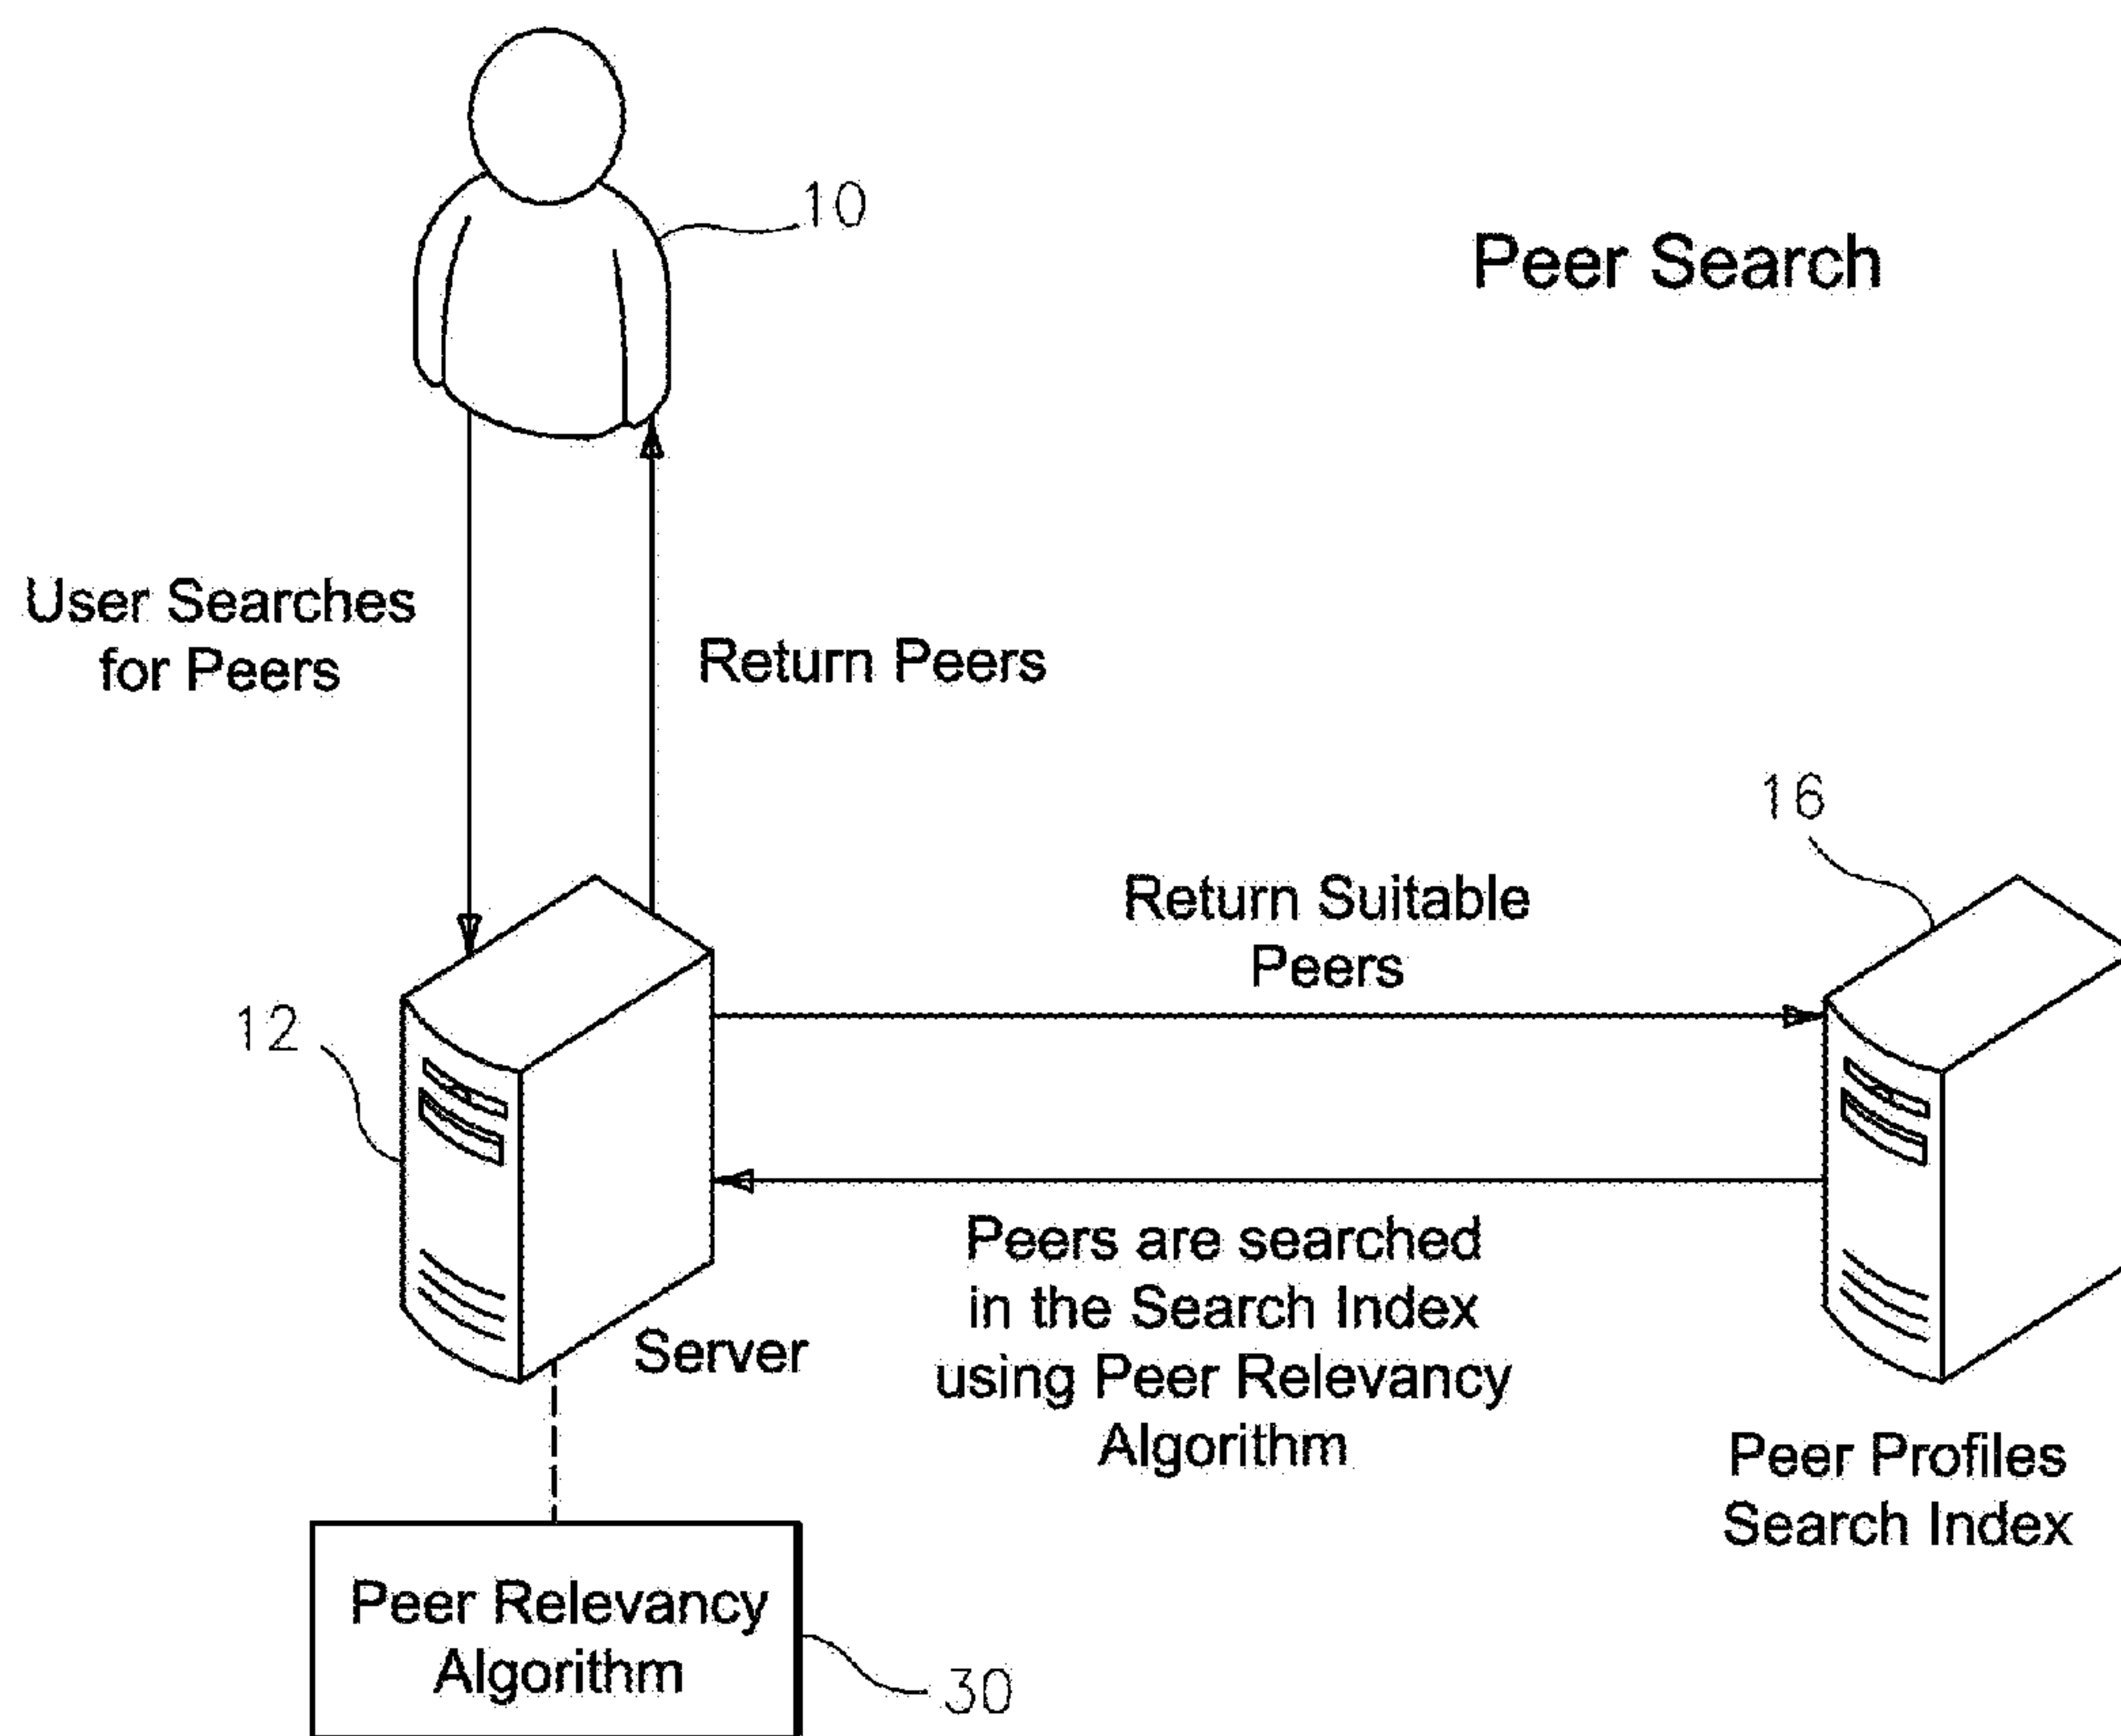 10
Peer Search
User Searches
for Peers
Return Peers
16
Return Suitable
Peers
12
Peers are searched
in the Search Index
using Peer Relevancy
Algorithm
Server
Peer Profiles
Search Index
Peer Relevancy
Algorithm
30